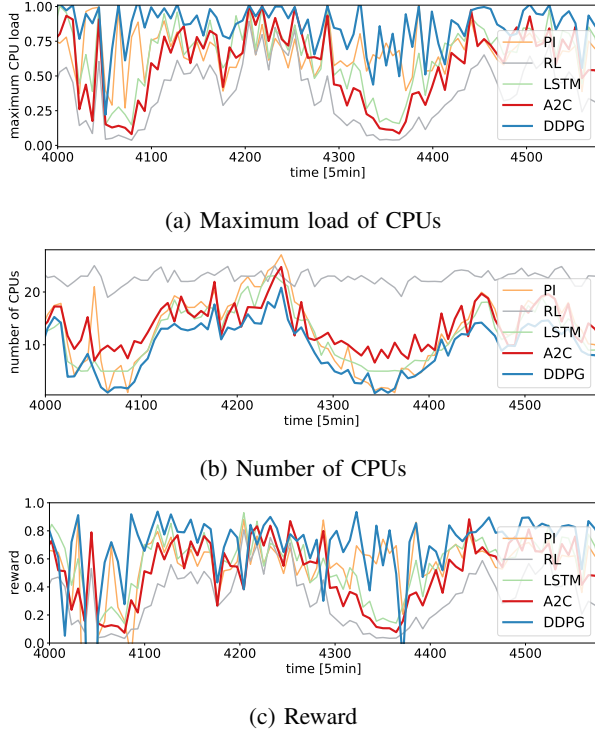 1.00
0.75
0.50
0.25
0.00
maximum CPU load
4000 4100 4200 4300 4400 4500
time [5min]
PI
RL
LSTM
A2C
DDPG
(a) Maximum load of CPUs
20
10
number of CPUs
4000 4100 4200 4300 4400 4500
time [5min]
PI
RL
LSTM
A2C
DDPG
(b) Number of CPUs
1.0
0.8
0.6
0.4
0.2
0.0
reward
4000 4100 4200 4300 4400 4500
time [5min]
PI
RL
LSTM
A2C
DDPG
(c) Reward